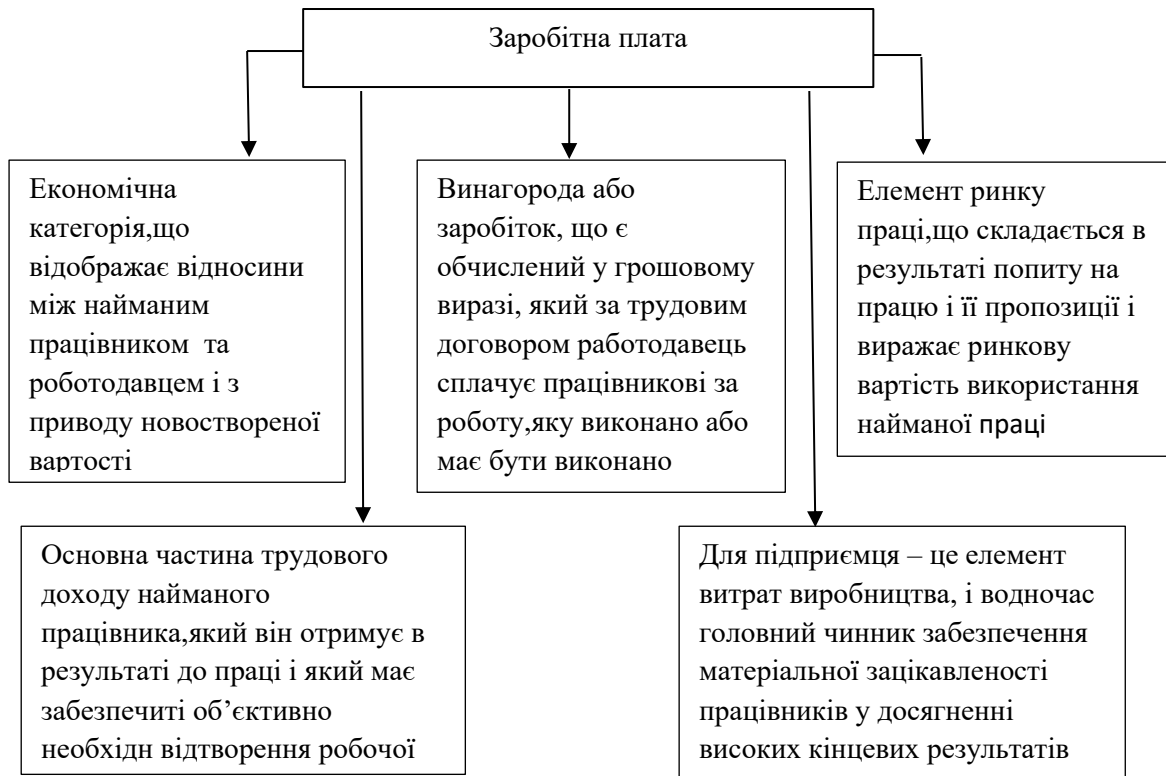 Заробітна плата
Економічна
категорія,що
відображає відносини
між найманим
працівником та
роботодавцем і з
приводу новоствореної
вартості
Винагорода або
заробіток, що є
обчислений у грошовому
виразі, який за трудовим
договором работодавець
сплачує працівникові за
роботу,яку виконано або
має бути виконано
Елемент ринку
праці,що складається в
результаті попиту на
працю і її пропозиції і
виражає ринкову
вартість використання
найманої праці
Основна частина трудового
доходу найманого
працівника,який він отримує в
результаті до праці і який має
забезпечиті об’єктивно
необхідн відтворення робочої
Для підприємця – це елемент
витрат виробництва, і водночас
головний чинник забезпечення
матеріальної зацікавленості
працівників у досягненні
високих кінцевих результатів